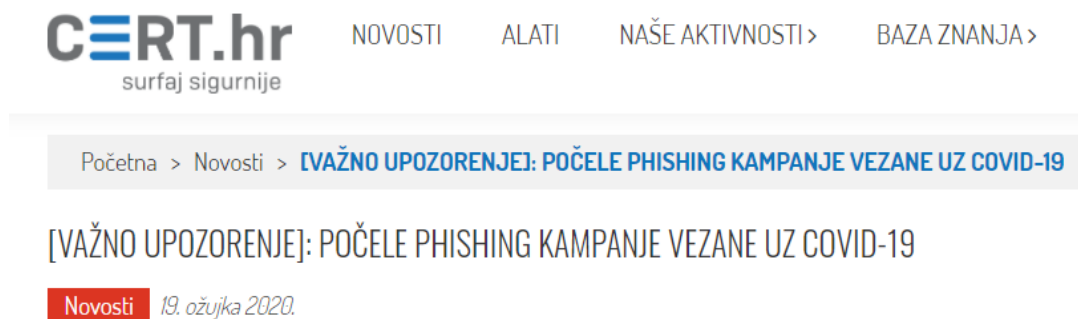 CERT.hr
surfaj sigurnije
NOVOSTI ALATI NAŠE AKTIVNOSTI > BAZA ZNANJA >
Početna > Novosti > [VAŽNO UPOZORENJE]: POČELE PHISHING KAMPANJE VEZANE UZ COVID-19
[VAŽNO UPOZORENJE]: POČELE PHISHING KAMPANJE VEZANE UZ COVID-19
Novosti 19. ožujka 2020.